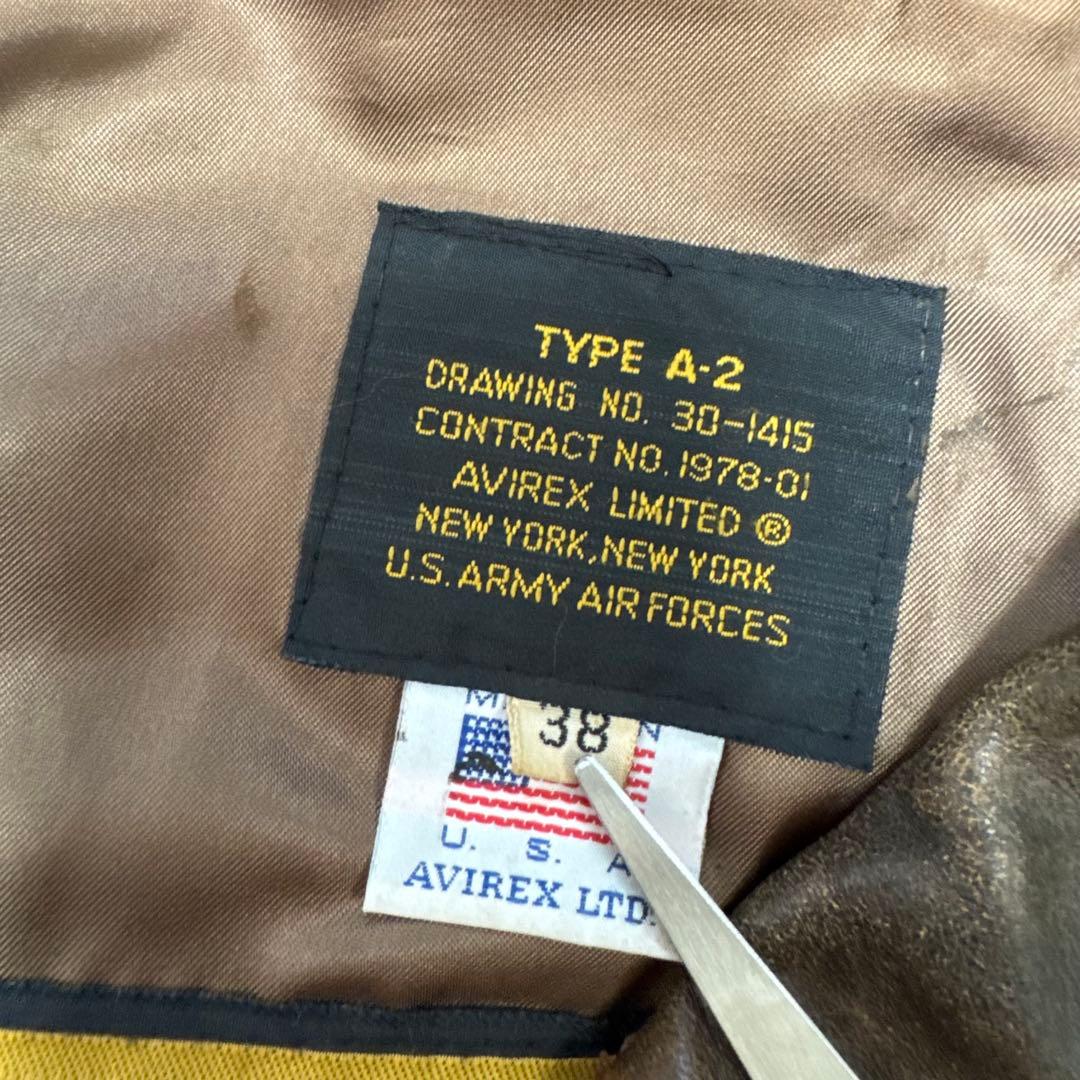 TYPE A-2
DRAWING NO. 30-1415
CONTRACT NO. 1978-01
AVIREX LIMITED ®
NEW YORK, NEW YORK
U.S. ARMY AIR FORCES
38
U. S. A
AVIREX LTD.